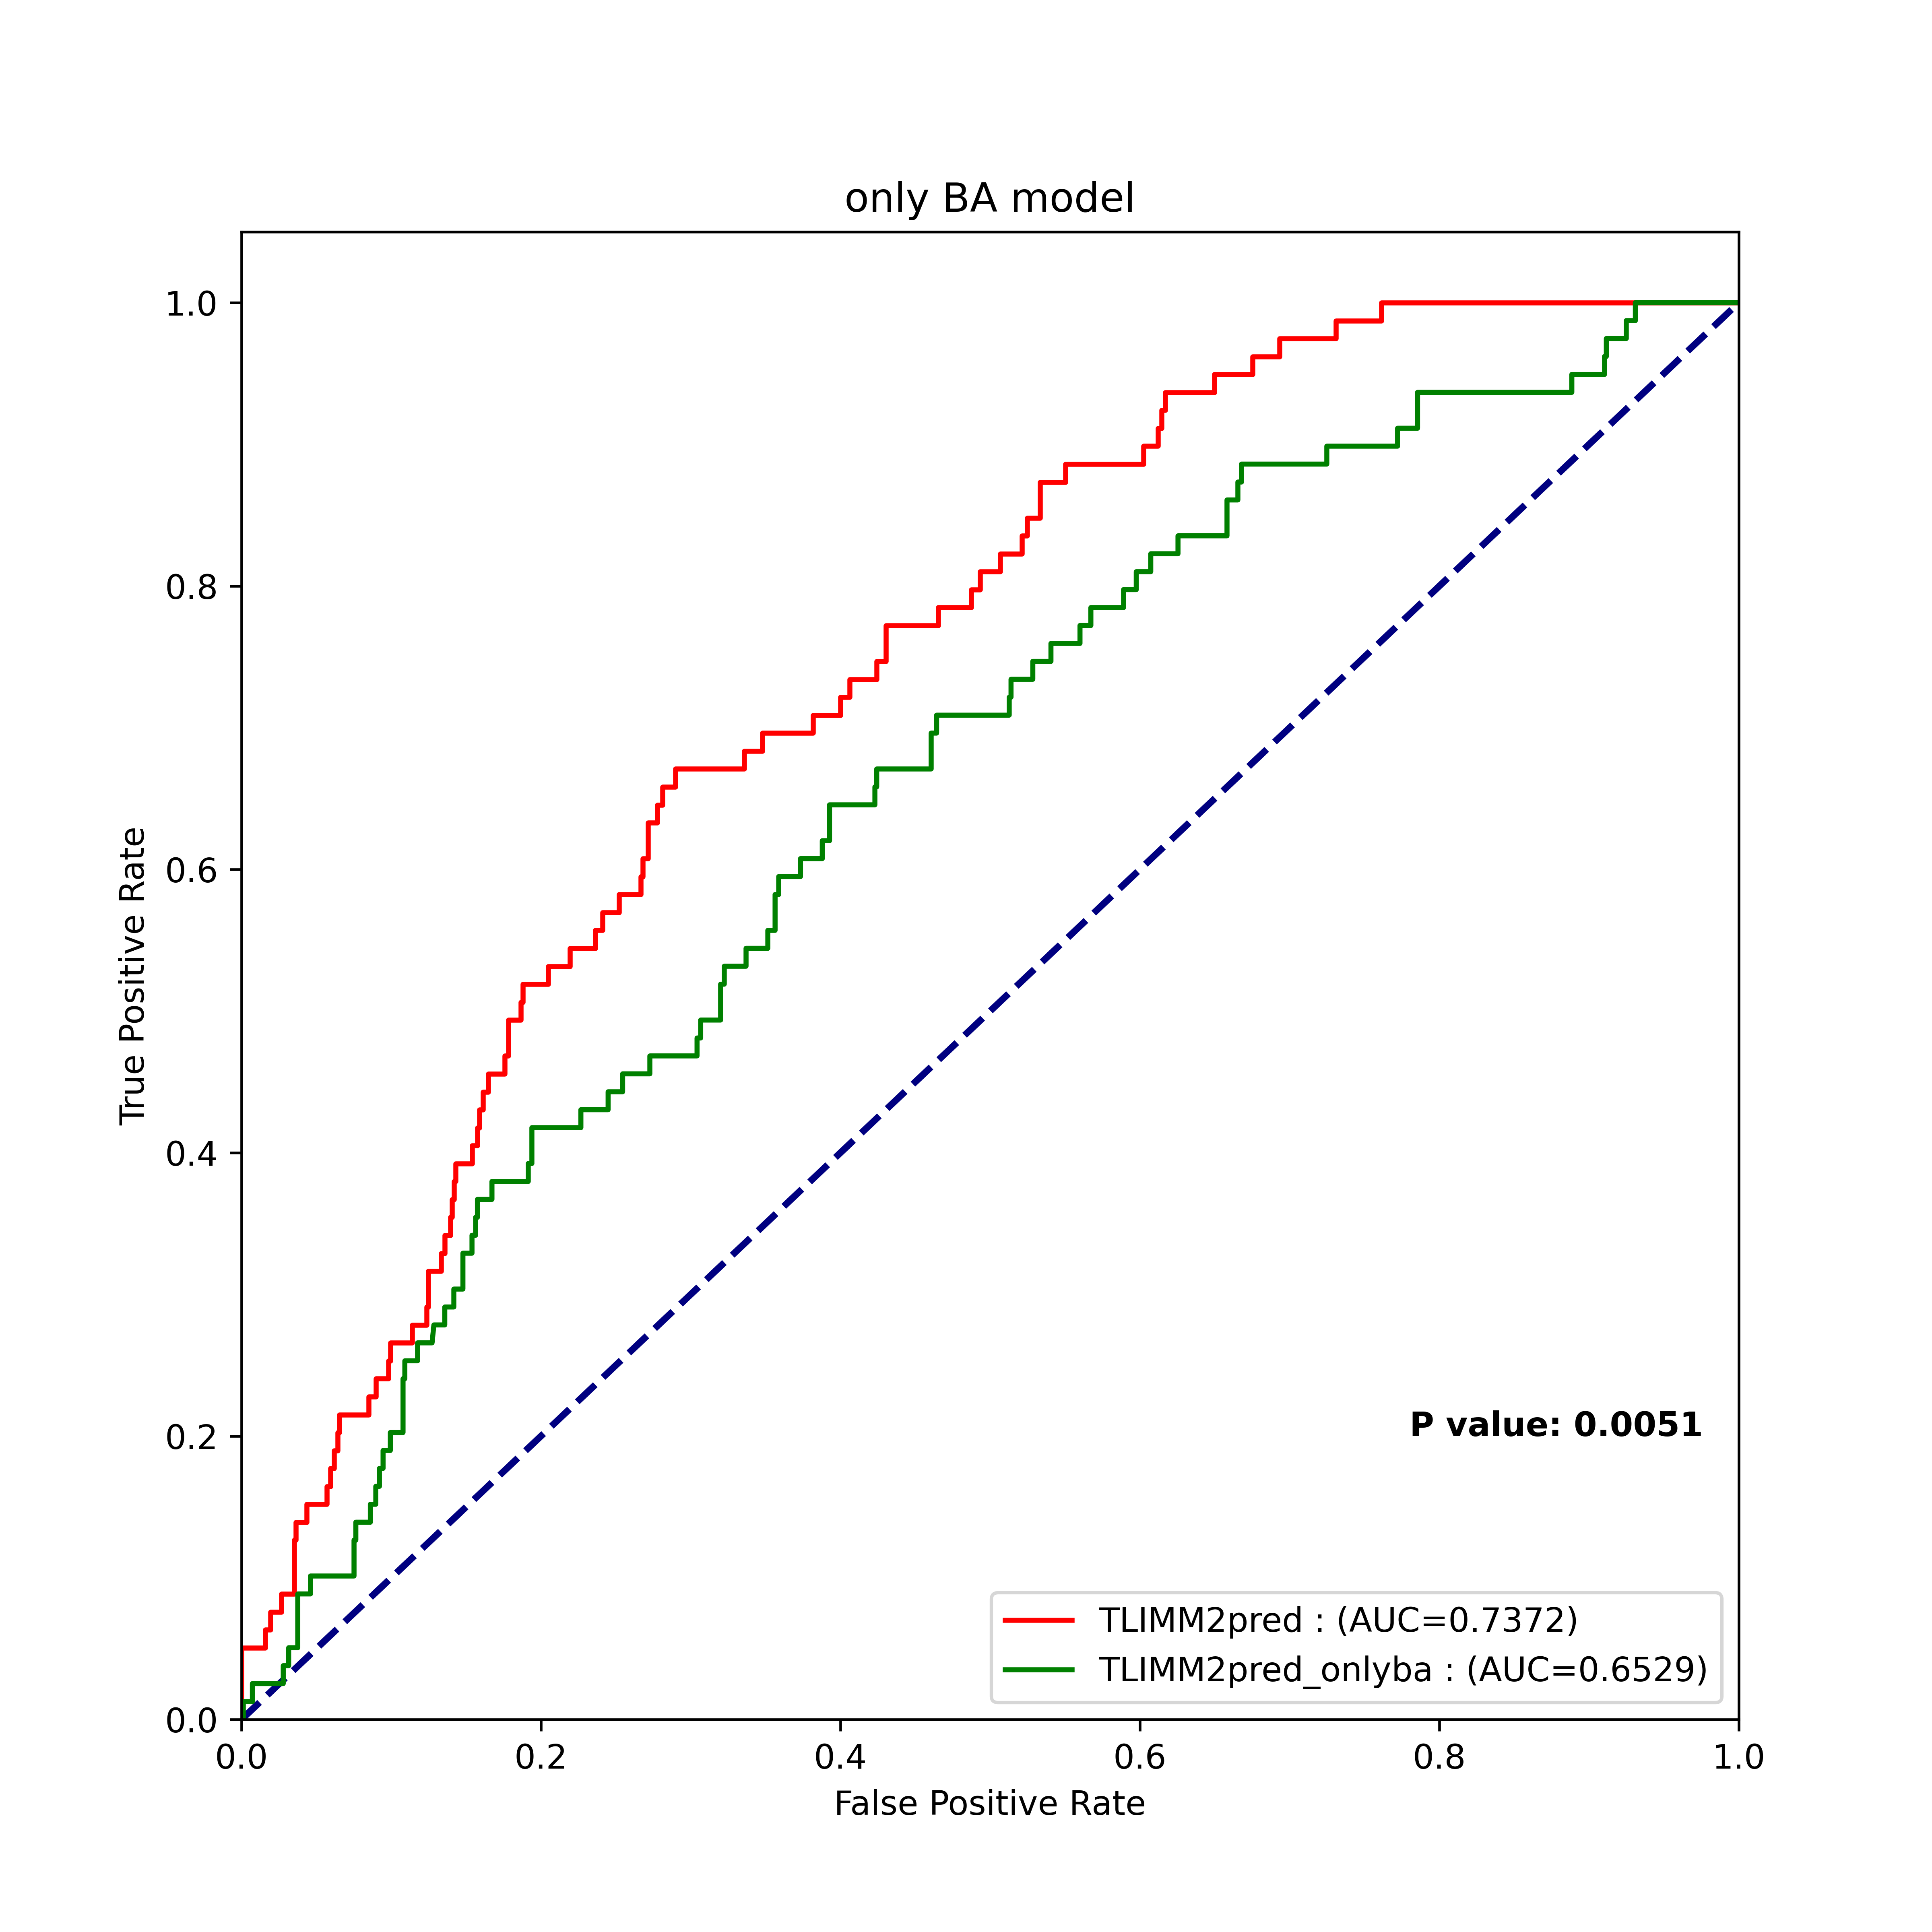 only BA model
True Positive Rate
1.0
0.8
0.6
0.4
0.2
0.0
P value: 0.0051
TLIMM2pred : (AUC=0.7372)
TLIMM2pred_onlyba : (AUC=0.6529)
0.0 0.2 0.4 0.6 0.8 1.0
False Positive Rate